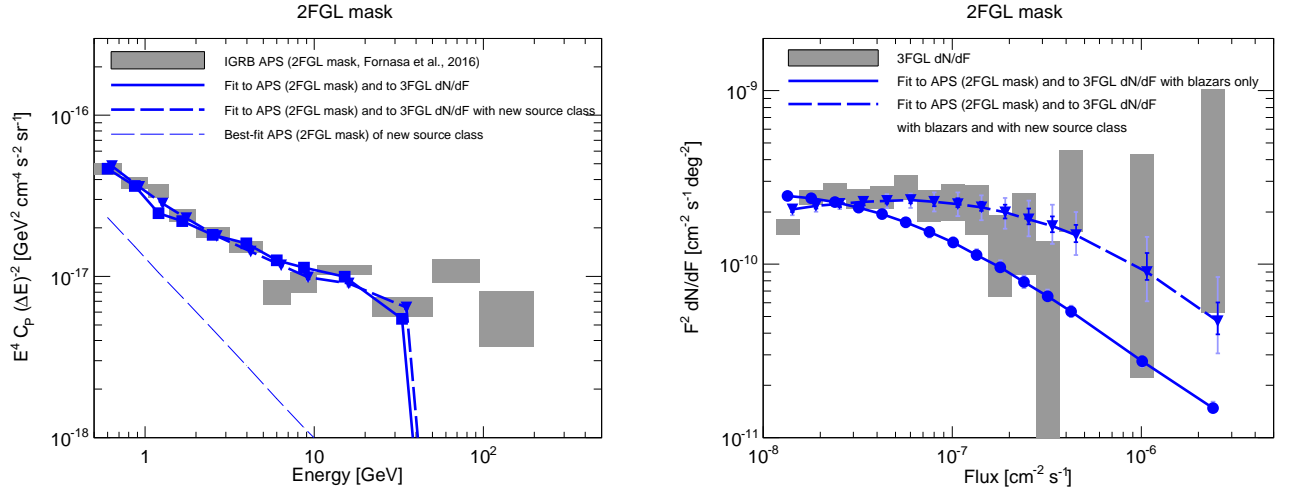 2FGL mask
IGRB APS (2FGL mask, Fornasa et al., 2016)
Fit to APS (2FGL mask) and to 3FGL dN/dF
Fit to APS (2FGL mask) and to 3FGL dN/dF with new source class
Best-fit APS (2FGL mask) of new source class
10^-16
10^-17
10^-18
E^4 C_P (ΔE)^-2 [GeV^2 cm^-4 s^-2 sr^-1]
1
10
10^2
Energy [GeV]
2FGL mask
3FGL dN/dF
Fit to APS (2FGL mask) and to 3FGL dN/dF with blazars only
Fit to APS (2FGL mask) and to 3FGL dN/dF
with blazars and with new source class
10^-9
10^-10
10^-11
F^2 dN/dF [cm^-2 s^-1 deg^-2]
10^-8
10^-7
10^-6
Flux [cm^-2 s^-1]